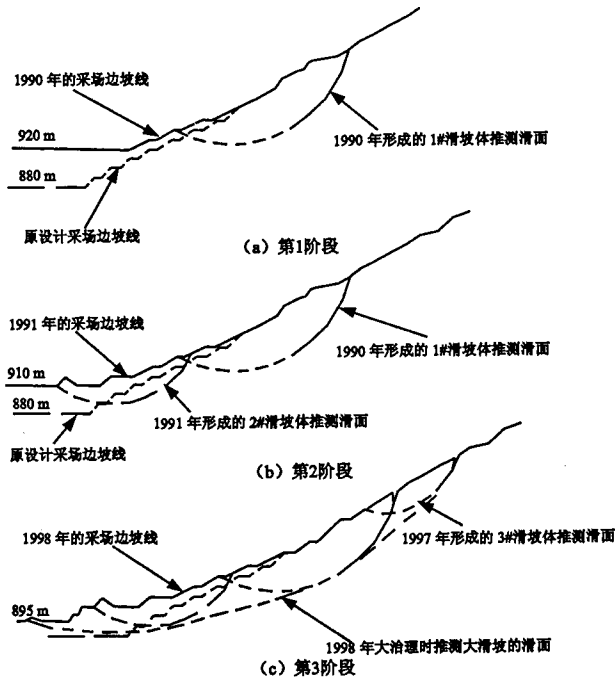 1990 年的采场边坡线
920 m
1990 年形成的 1#滑坡体推测滑面
880 m
原设计采场边坡线
（a）第1阶段
1991 年的采场边坡线
1990 年形成的 1#滑坡体推测滑面
910 m
880 m
1991 年形成的 2#滑坡体推测滑面
原设计采场边坡线
（b）第2阶段
1998 年的采场边坡线
1997 年形成的 3#滑坡体推测滑面
895 m
1998 年大治理时推测大滑坡的滑面
（c）第3阶段